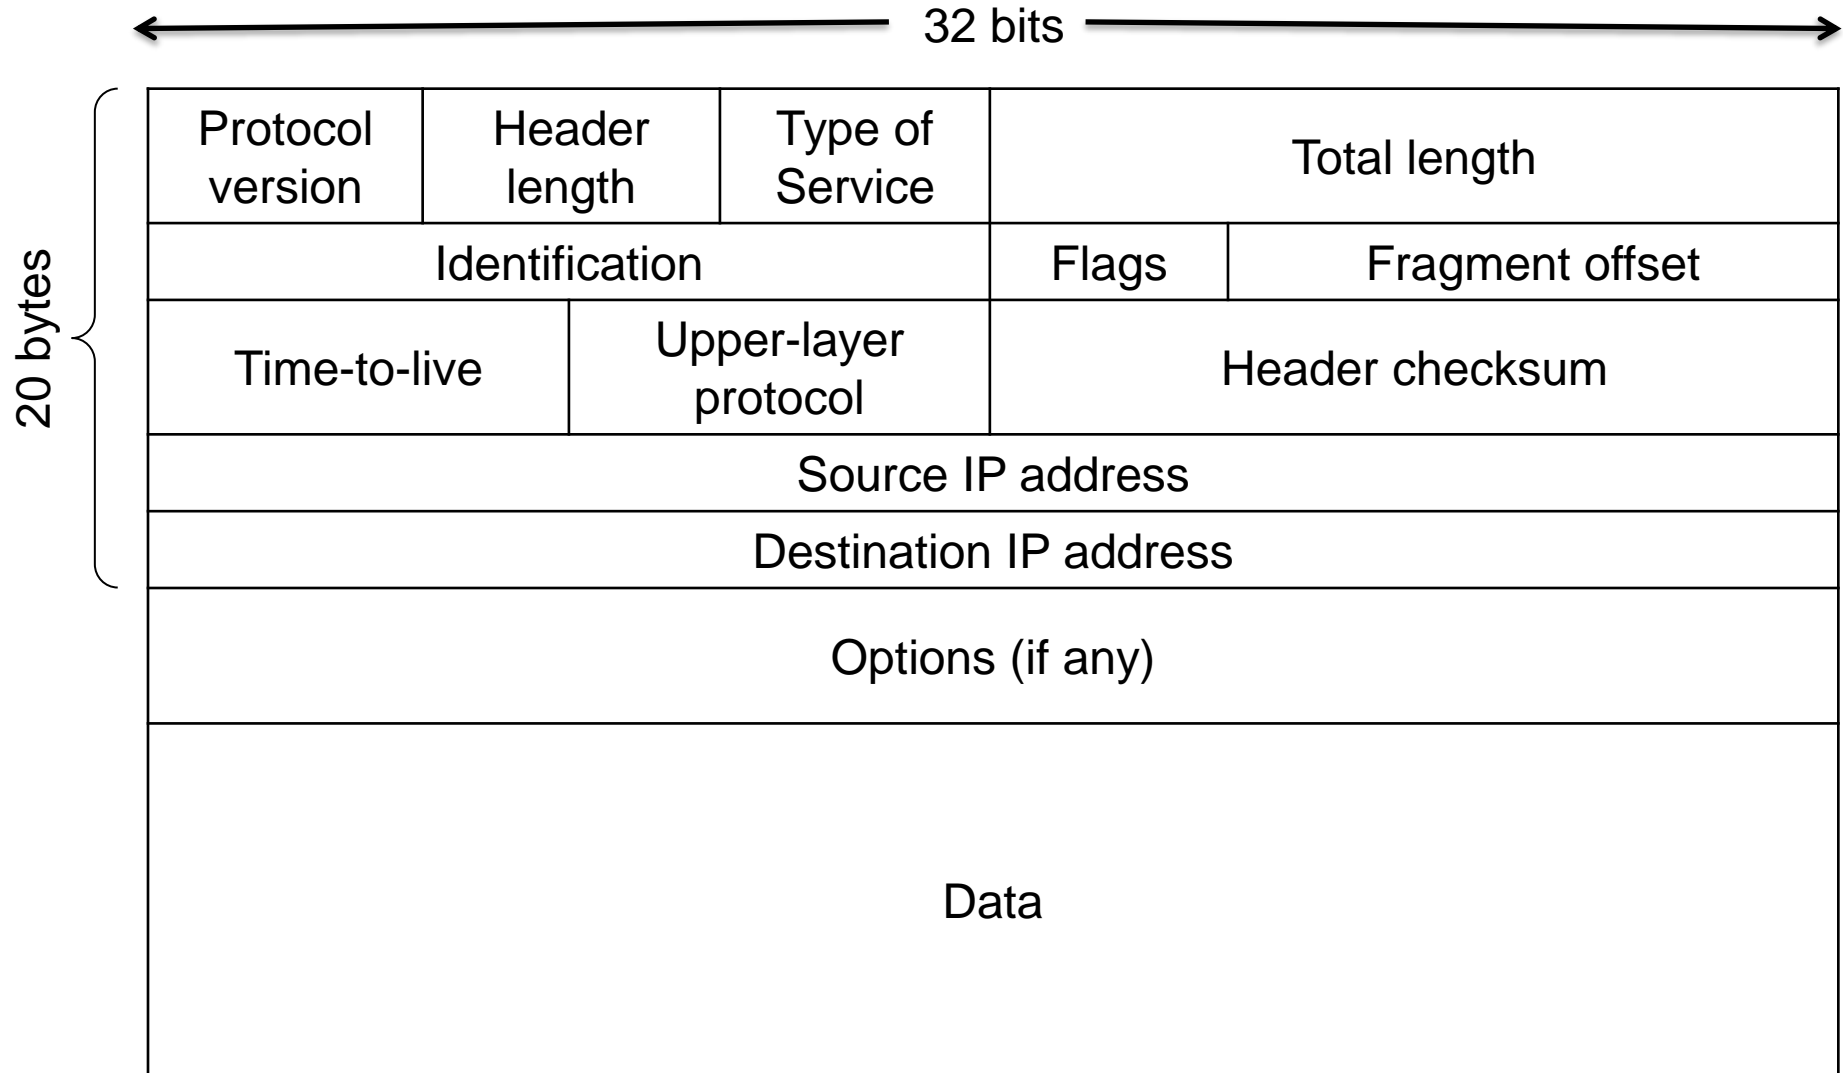 32 bits
20 bytes
Protocol
version
Header
length
Type of
Service
Total length
Identification
Flags
Fragment offset
Time-to-live
Upper-layer
protocol
Header checksum
Source IP address
Destination IP address
Options (if any)
Data